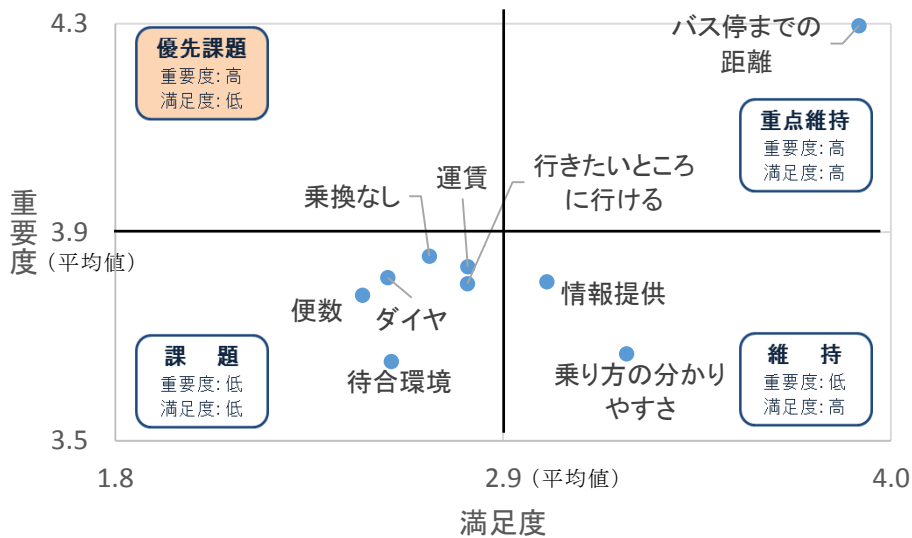 4.3
優先課題
重要度: 高
満足度: 低
バス停までの
距離
重点維持
重要度: 高
満足度: 高
行きたいところ
に行ける
運賃
乗換なし
重要度
3.9
(平均値)
便数
ダイヤ
情報提供
待合環境
乗り方の分かり
やすさ
課 題
重要度: 低
満足度: 低
維 持
重要度: 低
満足度: 高
3.5
1.8
2.9 (平均値)
4.0
満足度